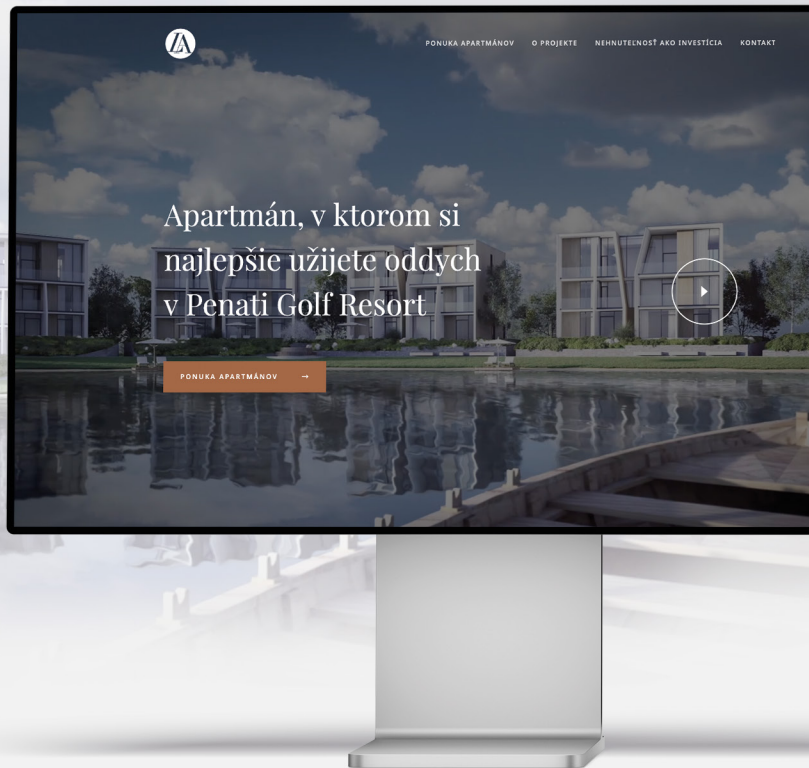 PONUKA APARTMÁNOV
O PROJEKTE
NEHNUTEĽNOSŤ AKO INVESTÍCIA
KONTAKT
Apartmán, v ktorom si
najlepšie užijete oddych
v Penati Golf Resort
PONUKA APARTMÁNOV →